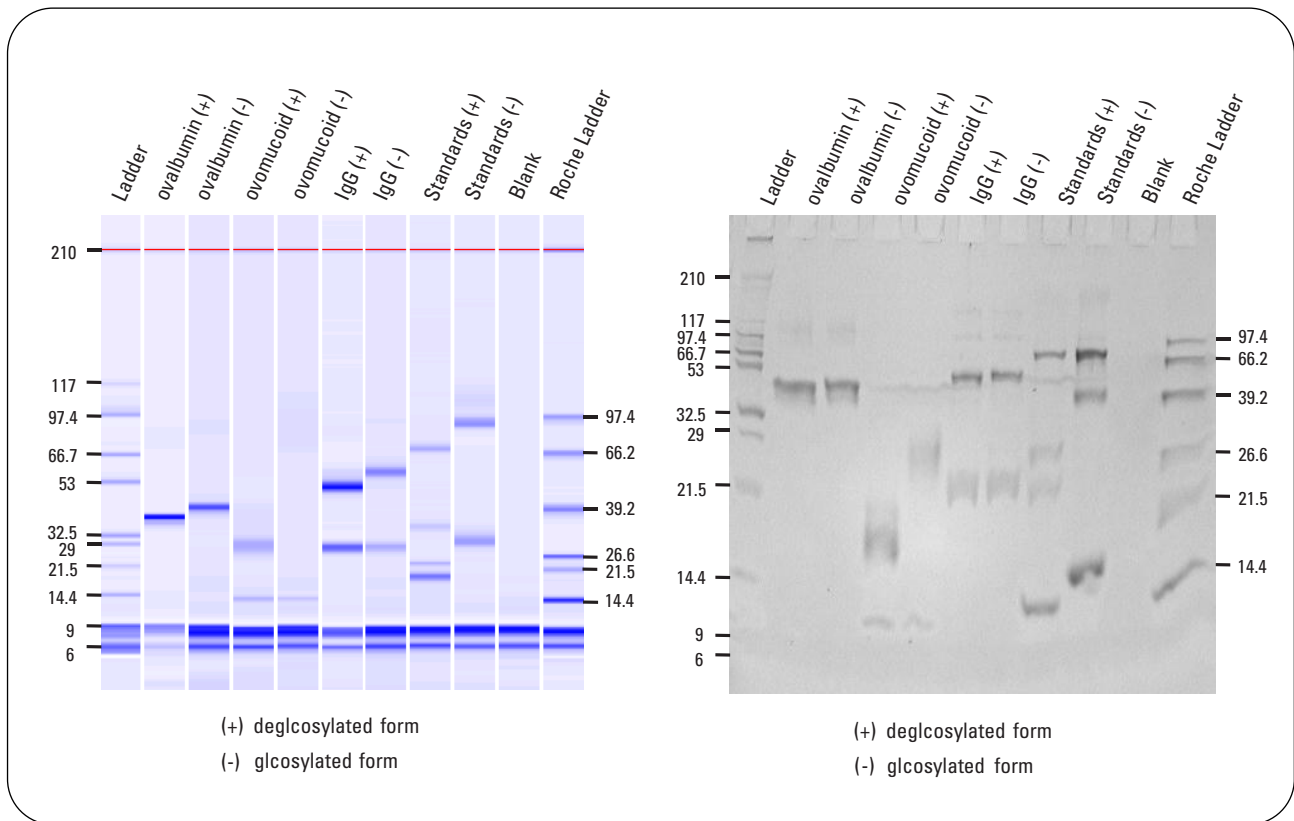 Ladder
ovalbumin (+)
ovalbumin (-)
ovomucoid (+)
ovomucoid (-)
IgG (+)
IgG (-)
Standards (+)
Standards (-)
Blank
Roche Ladder
210
117
97.4
66.7
53
32.5
29
21.5
14.4
9
6
97.4
66.2
39.2
26.6
21.5
14.4
(+) deglcosylated form
(-) glcosylated form
Ladder
ovalbumin (+)
ovalbumin (-)
ovomucoid (+)
ovomucoid (-)
IgG (+)
IgG (-)
Standards (+)
Standards (-)
Blank
Roche Ladder
210
117
97.4
66.7
53
32.5
29
21.5
14.4
9
6
97.4
66.2
39.2
26.6
21.5
14.4
(+) deglcosylated form
(-) glcosylated form